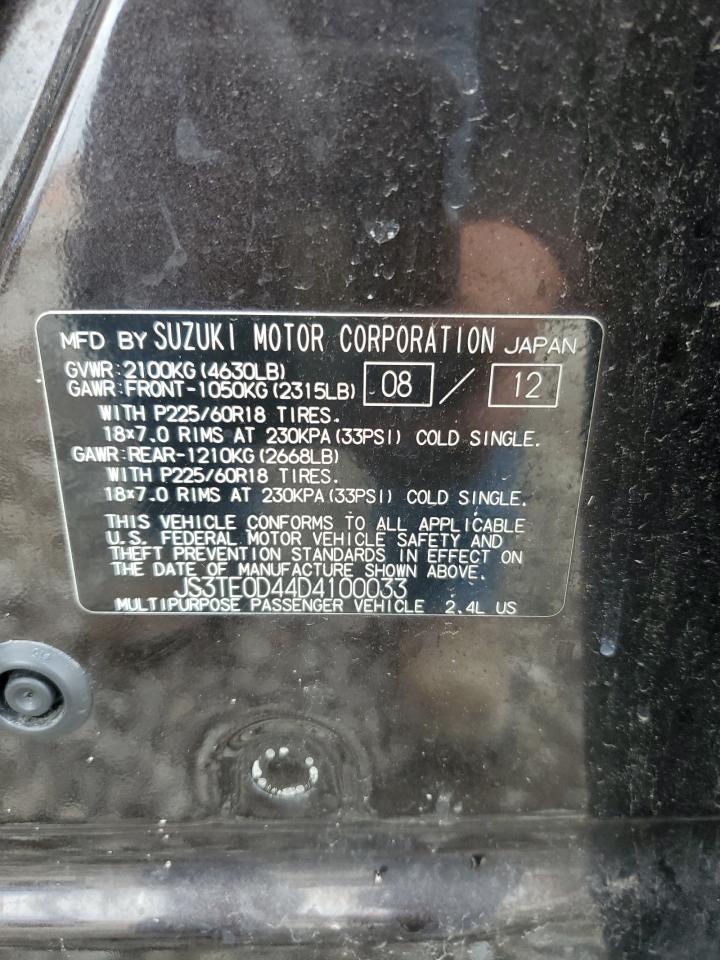 MFD BY SUZUKI MOTOR CORPORATION JAPAN
GVWR: 2100KG (4630LB)
GAWR: FRONT-1050KG (2315LB) 08 / 12
WITH P225/60R18 TIRES.
18×7.0 RIMS AT 230KPA (33PSI) COLD SINGLE.
GAWR: REAR-1210KG (2668LB)
WITH P225/60R18 TIRES.
18×7.0 RIMS AT 230KPA (33PSI) COLD SINGLE.
THIS VEHICLE CONFORMS TO ALL APPLICABLE
U.S. FEDERAL MOTOR VEHICLE SAFETY AND
THEFT PREVENTION STANDARDS IN EFFECT ON
THE DATE OF MANUFACTURE SHOWN ABOVE.
JS3TE0D44D4100033
MULTIPURPOSE PASSENGER VEHICLE 2.4L US